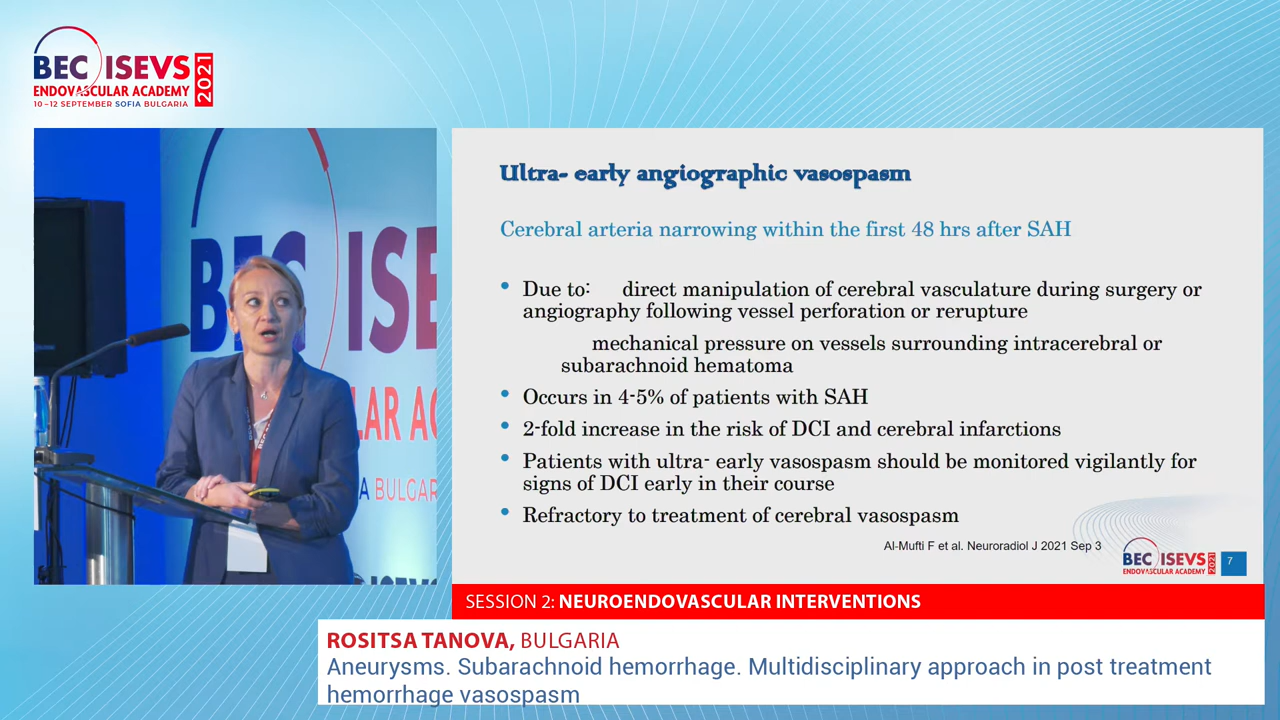 BEC ISEVS 2021
ENDOVASCULAR ACADEMY
10–12 SEPTEMBER SOFIA BULGARIA
BEC ISE
LAR AC
A BULGAR
ISEVS
Ultra- early angiographic vasospasm
Cerebral arteria narrowing within the first 48 hrs after SAH
• Due to: direct manipulation of cerebral vasculature during surgery or
angiography following vessel perforation or rerupture
mechanical pressure on vessels surrounding intracerebral or
subarachnoid hematoma
• Occurs in 4-5% of patients with SAH
• 2-fold increase in the risk of DCI and cerebral infarctions
• Patients with ultra- early vasospasm should be monitored vigilantly for
signs of DCI early in their course
• Refractory to treatment of cerebral vasospasm
Al-Mufti F et al. Neuroradiol J 2021 Sep 3
BEC ISEVS 2021
ENDOVASCULAR ACADEMY
7
SESSION 2: NEUROENDOVASCULAR INTERVENTIONS
ROSITSA TANOVA, BULGARIA
Aneurysms. Subarachnoid hemorrhage. Multidisciplinary approach in post treatment
hemorrhage vasospasm